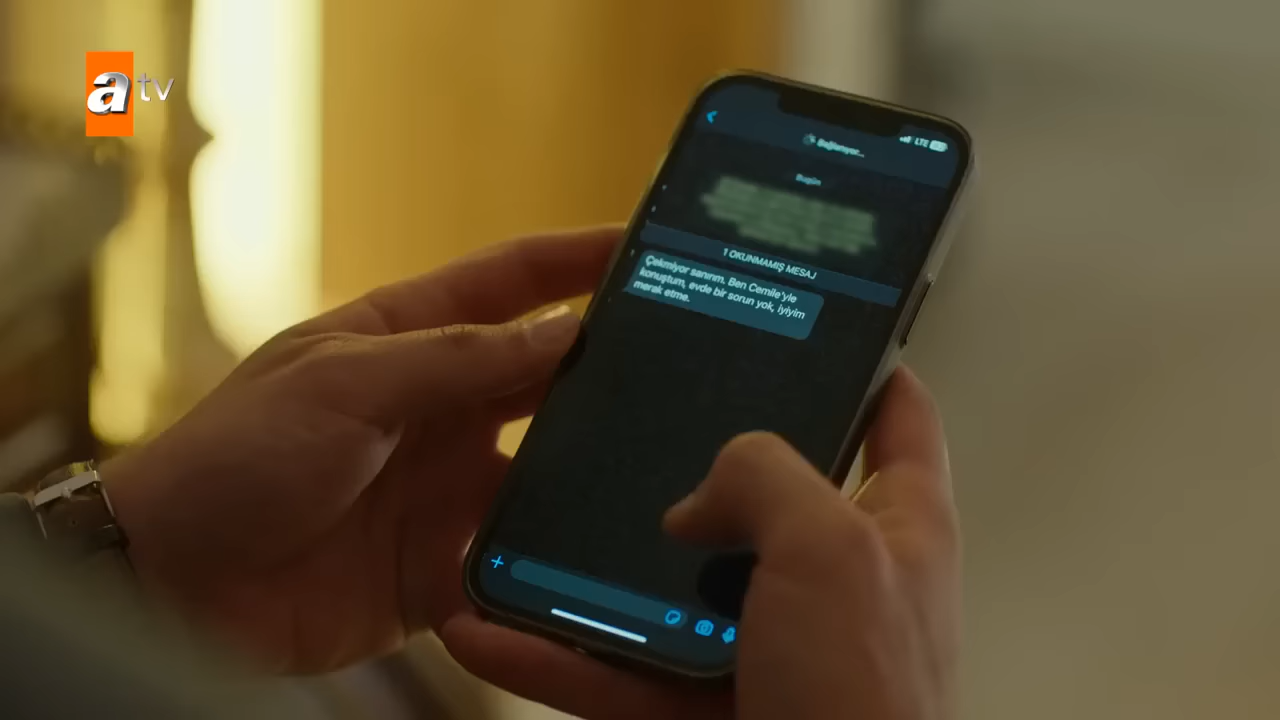 atv
LTE
Bağlanıyor...
Bugün
1 OKUNMAMIŞ MESAJ
Çekmiyor sanırım. Ben Cemile'yle
konuştum, evde bir sorun yok, iyiyim
merak etme.